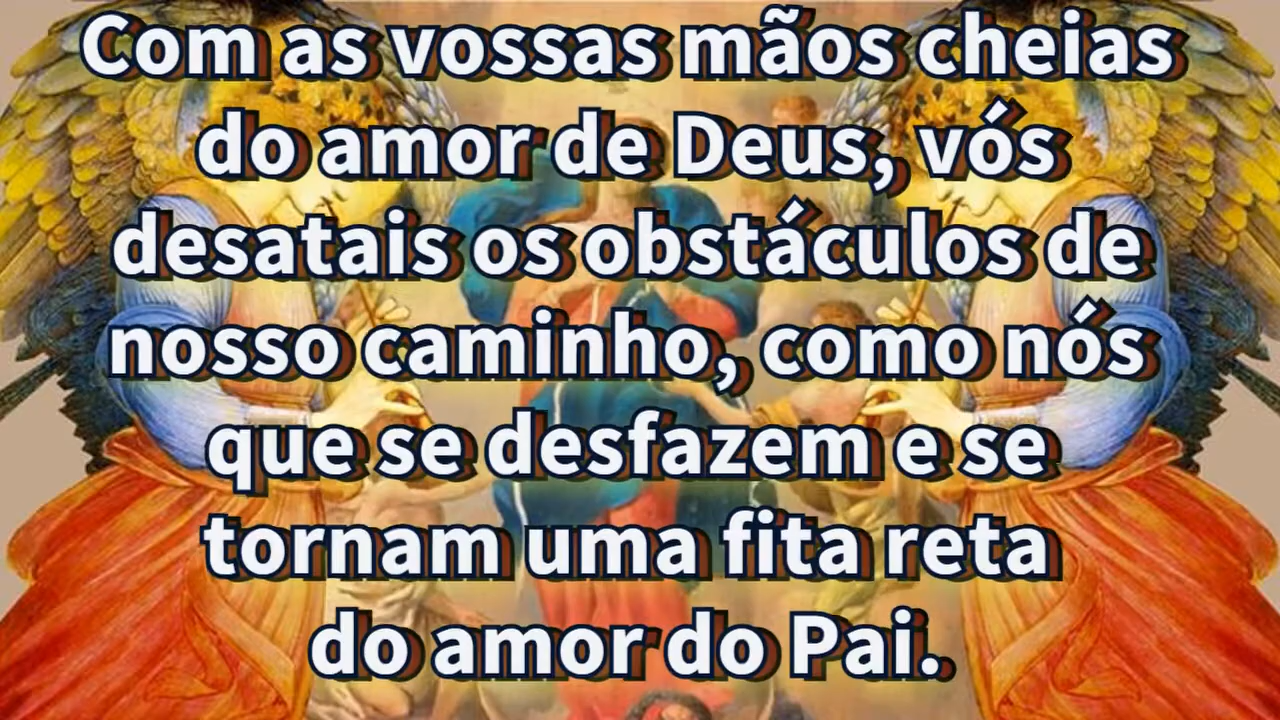 Com as vossas mãos cheias
do amor de Deus, vós
desatais os obstáculos de
nosso caminho, como nós
que se desfazem e se
tornam uma fita reta
do amor do Pai.